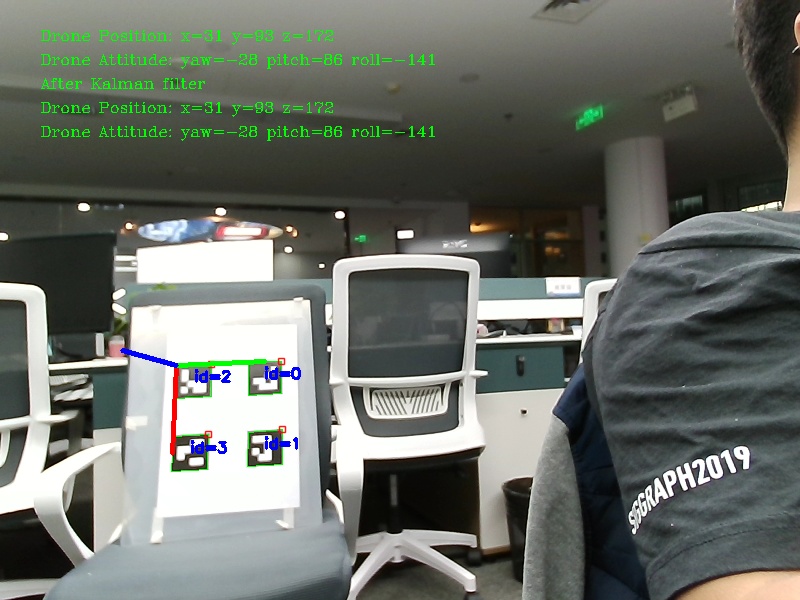 Drone Position: x=31 y=93 z=172
Drone Attitude: yaw=-28 pitch=86 roll=-141
After Kalman filter
Drone Position: x=31 y=93 z=172
Drone Attitude: yaw=-28 pitch=86 roll=-141
id=2
id=0
id=3
id=1
SIGGRAPH2019